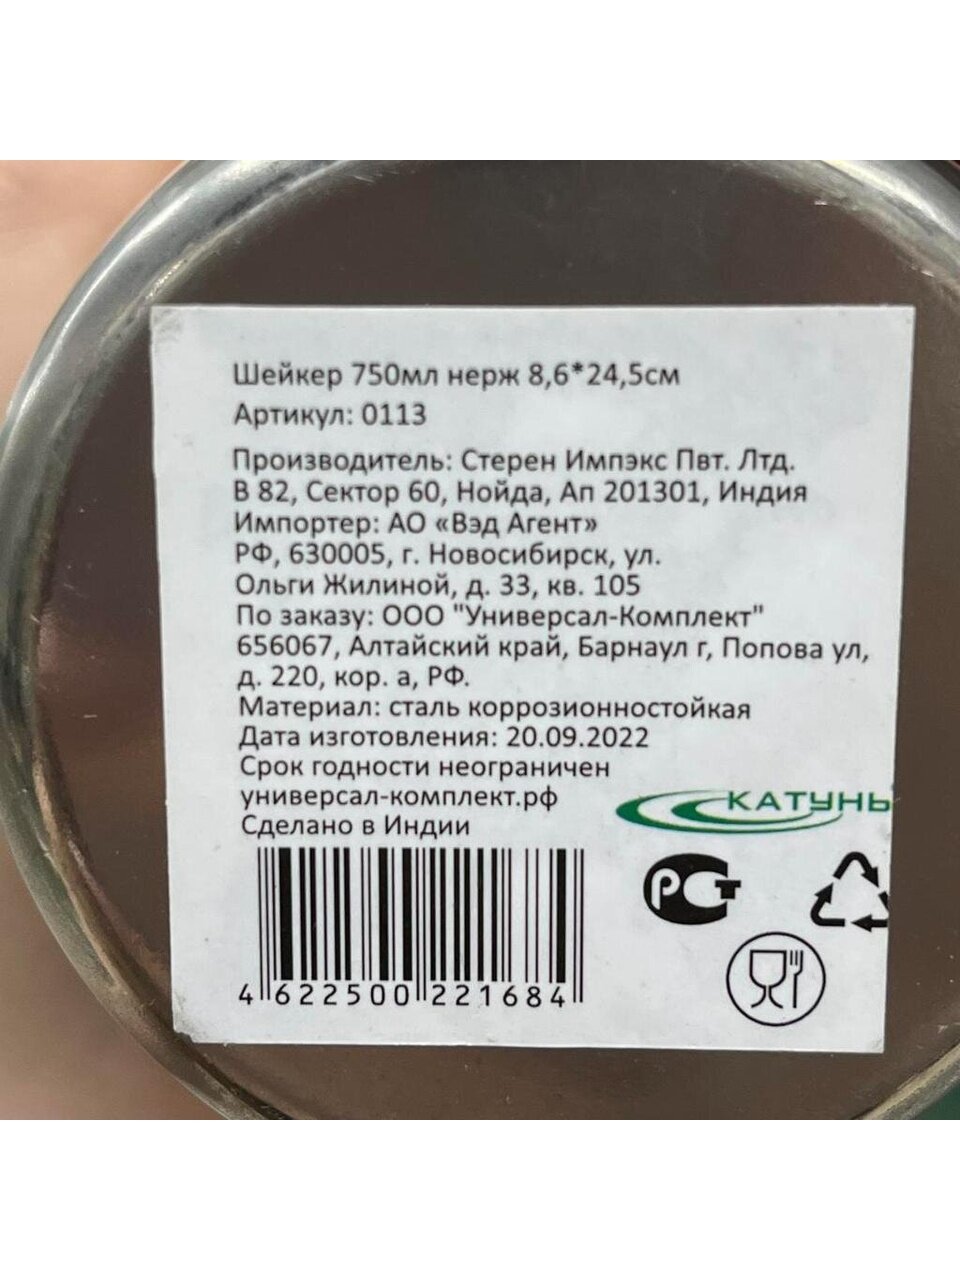 Шейкер 750мл нерж 8,6*24,5см
Артикул: 0113
Производитель: Стерен Импэкс Пвт. Лтд.
В 82, Сектор 60, Нойда, Ап 201301, Индия
Импортер: АО «Вэд Агент»
РФ, 630005, г. Новосибирск, ул.
Ольги Жилиной, д. 33, кв. 105
По заказу: ООО "Универсал-Комплект"
656067, Алтайский край, Барнаул г, Попова ул,
д. 220, кор. а, РФ.
Материал: сталь коррозионностойкая
Дата изготовления: 20.09.2022
Срок годности неограничен
универсал-комплект.рф
Сделано в Индии
КАТУНЬ
РСт
4 622500 221684